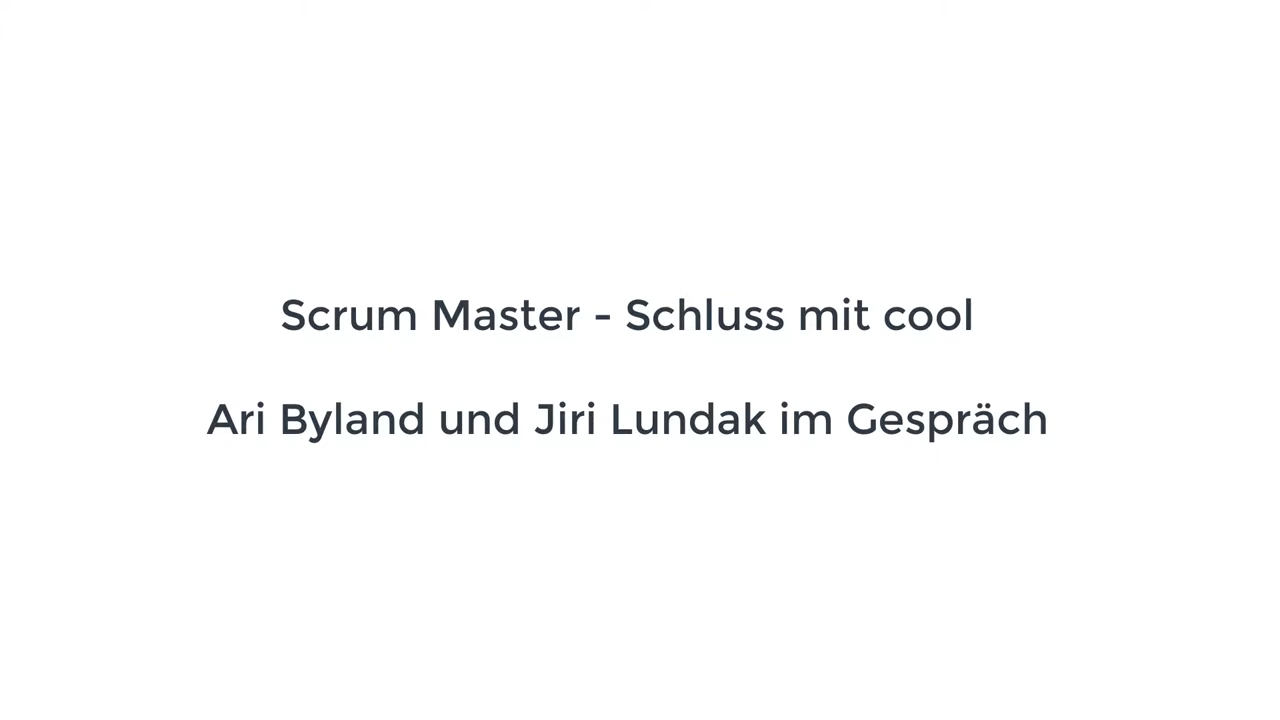 Scrum Master - Schluss mit cool
Ari Byland und Jiri Lundak im Gespräch